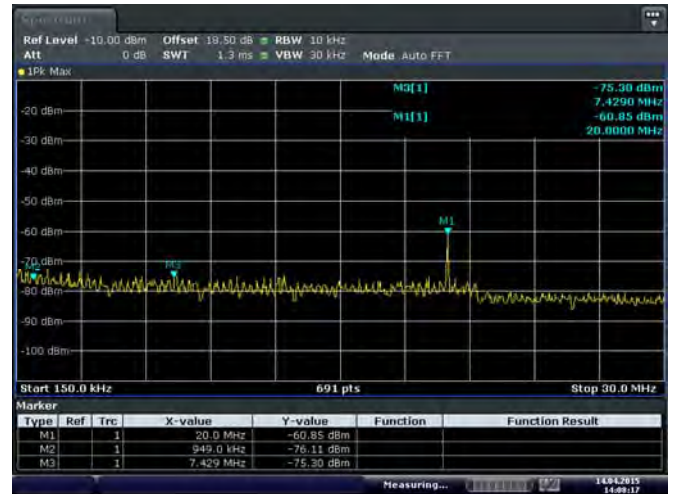 Spectrum
Ref Level -10.00 dBm Offset 18.50 dB RBW 10 kHz
Att 0 dB SWT 1.3 ms VBW 30 kHz Mode Auto FFT
1Pk Max
M3[1] -75.30 dBm
7.4290 MHz
M1[1] -60.85 dBm
20.0000 MHz
-20 dBm
-30 dBm
-40 dBm
-50 dBm
M1
-60 dBm
-70 dBm
M2 M3
-80 dBm
-90 dBm
-100 dBm
Start 150.0 kHz 691 pts Stop 30.0 MHz
Marker
Type Ref Trc X-value Y-value Function Function Result
M1 1 20.0 MHz -60.85 dBm
M2 1 949.0 kHz -76.11 dBm
M3 1 7.429 MHz -75.30 dBm
Measuring... 14.04.2015
14:09:17